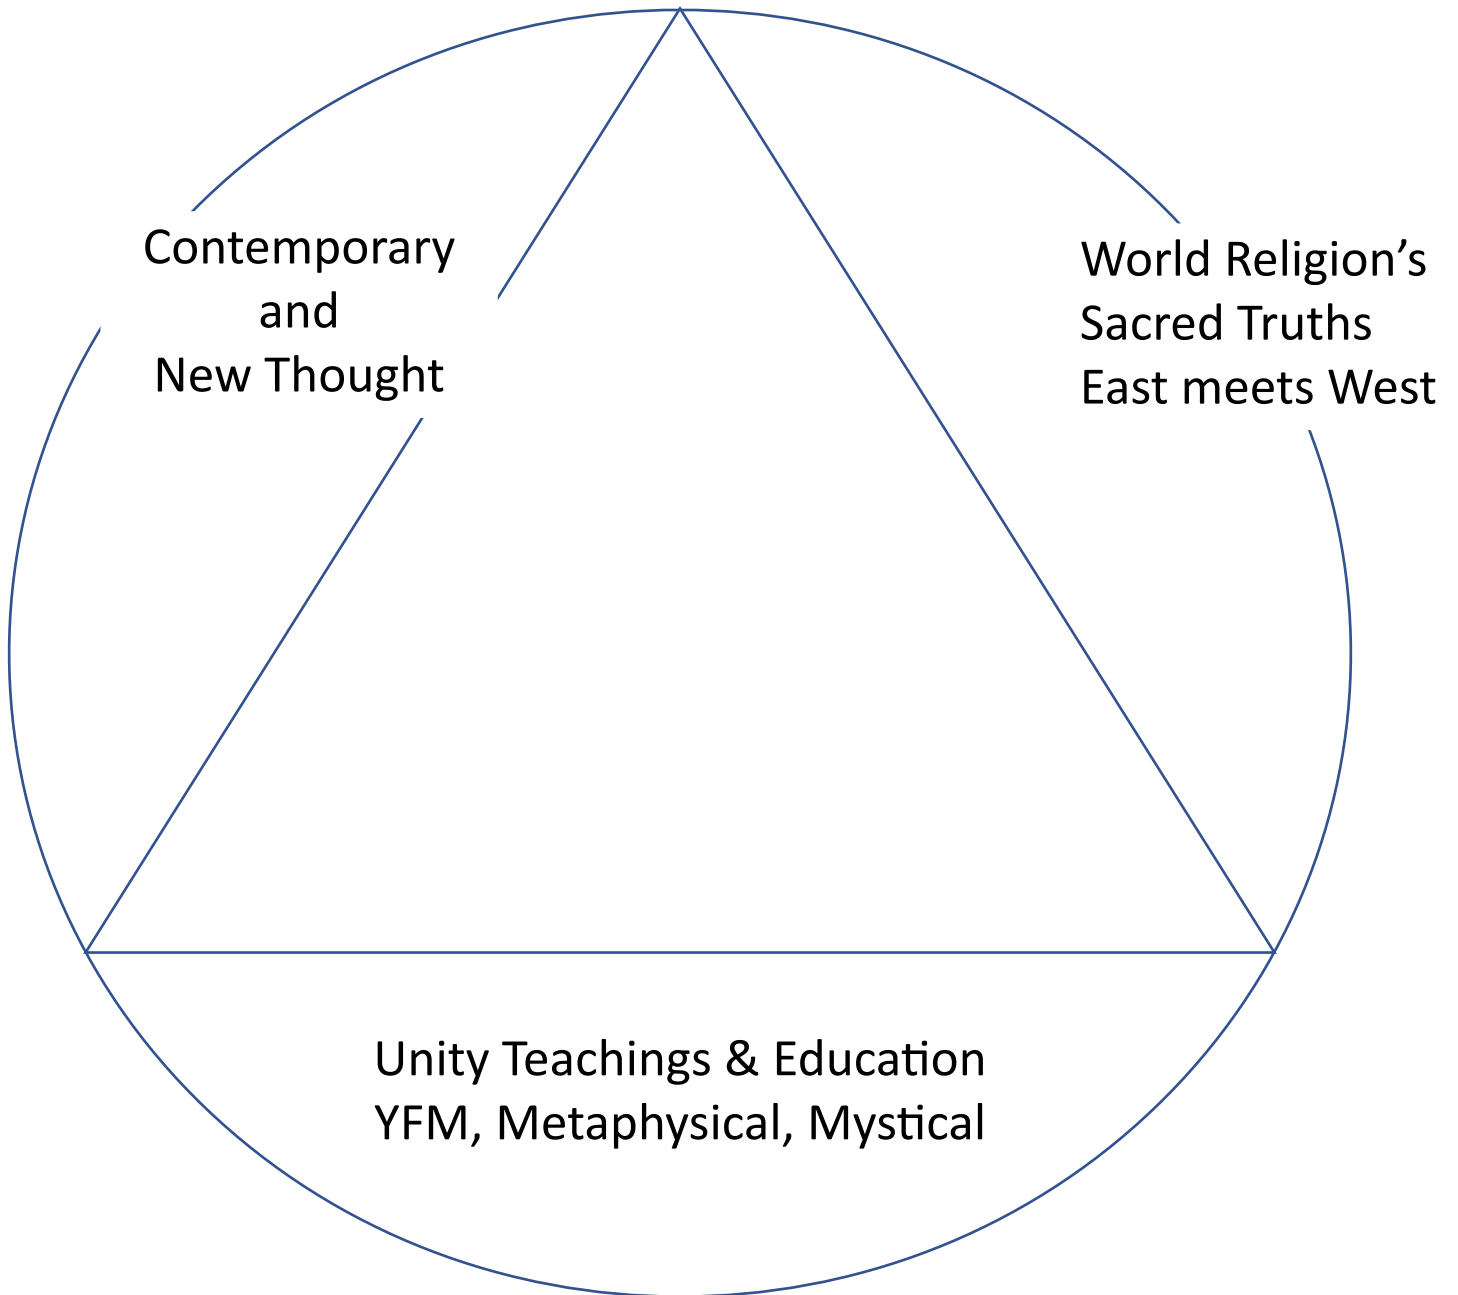 Contemporary
and
New Thought
World Religion’s
Sacred Truths
East meets West
Unity Teachings & Education
YFM, Metaphysical, Mystical